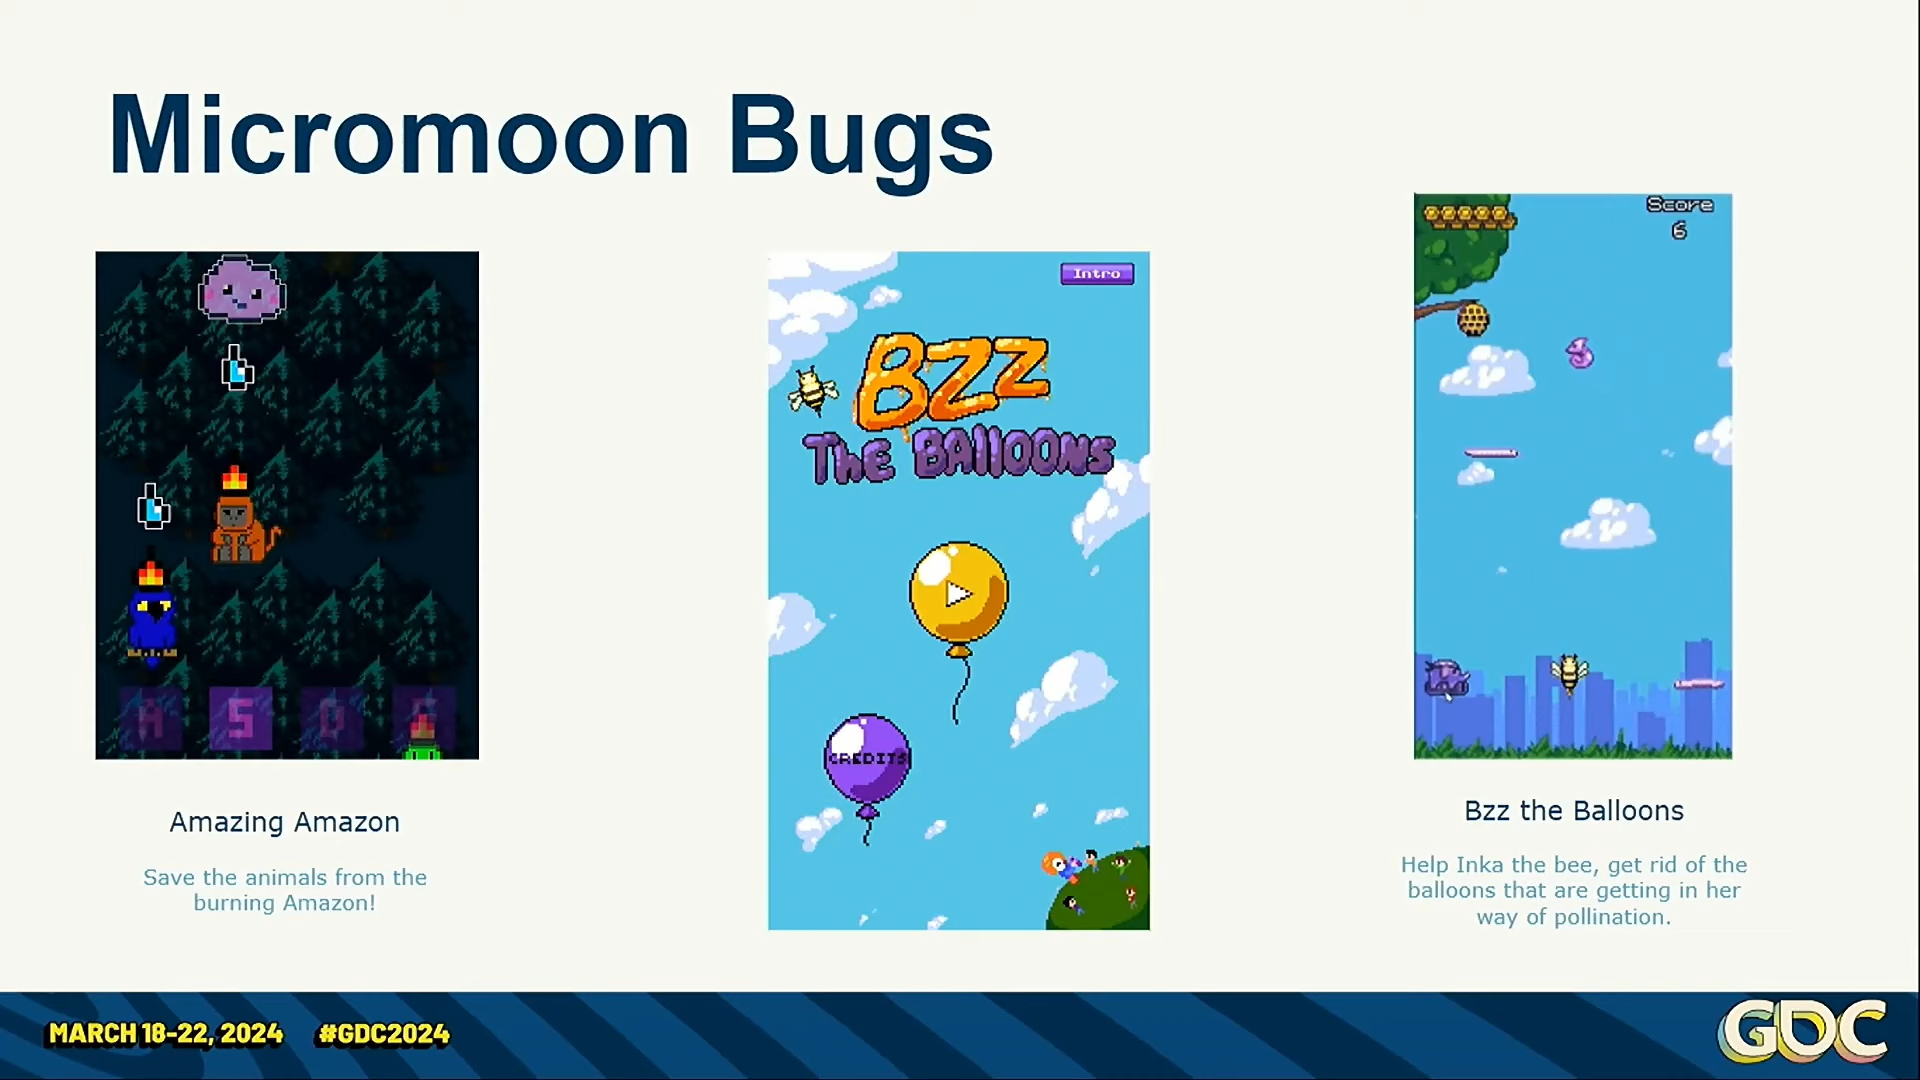 Micromoon Bugs
A S D F
Amazing Amazon
Save the animals from the
burning Amazon!
Intro
Bzz
The Balloons
CREDITS
Score
6
Bzz the Balloons
Help Inka the bee, get rid of the
balloons that are getting in her
way of pollination.
MARCH 18-22, 2024 #GDC2024
GDC